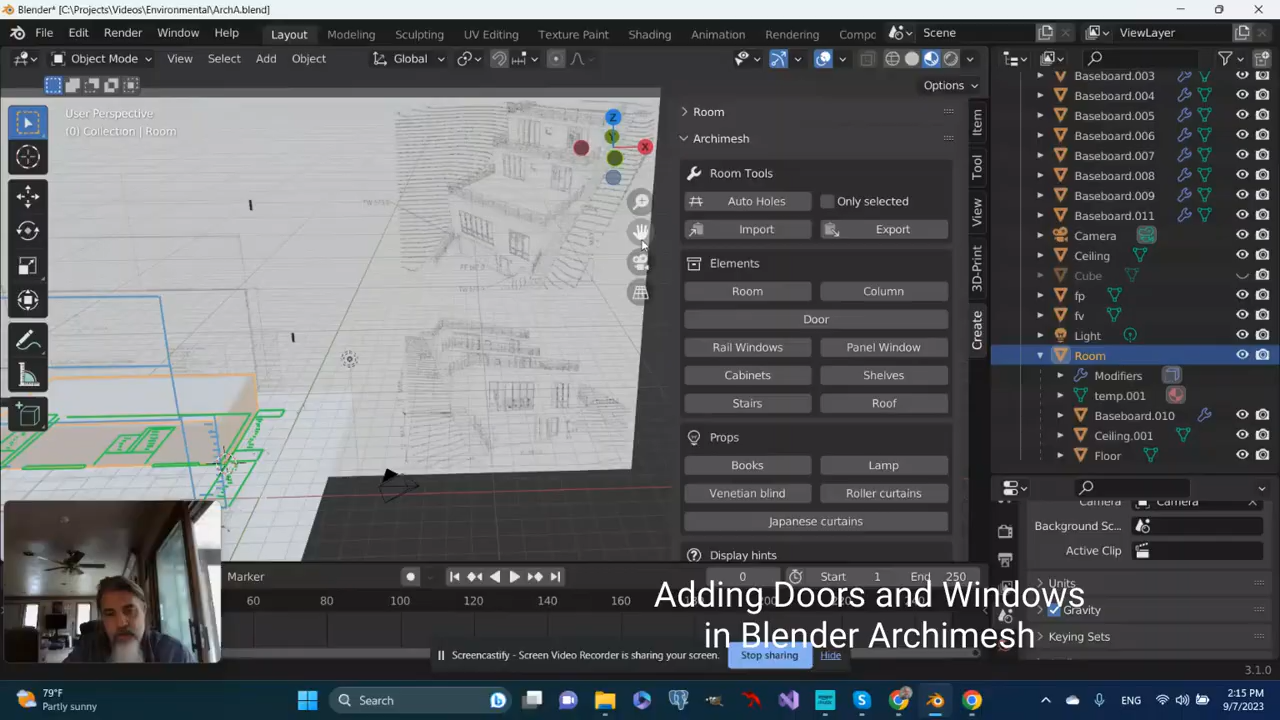 Blender* [C:\Projects\Videos\Environmental\ArchA.blend]
File Edit Render Window Help Layout Modeling Sculpting UV Editing Texture Paint Shading Animation Rendering Compo Scene ViewLayer
Object Mode View Select Add Object Global
Options
User Perspective
(0) Collection | Room
Z
Y
X
Room
Archimesh
Room Tools
Auto Holes Only selected
Import Export
Elements
Room Column
Door
Rail Windows Panel Window
Cabinets Shelves
Stairs Roof
Props
Books Lamp
Venetian blind Roller curtains
Japanese curtains
Display hints
Item
Tool
View
3D-Print
Create
Baseboard.003
Baseboard.004
Baseboard.005
Baseboard.006
Baseboard.007
Baseboard.008
Baseboard.009
Baseboard.011
Camera
Ceiling
Cube
fp
fv
Light
Room
Modifiers
temp.001
Baseboard.010
Ceiling.001
Floor
Camera Camera
Background Sc...
Active Clip
Units
Gravity
Keying Sets
Marker 0 Start 1 End 250
60 80 100 120 140 160
Adding Doors and Windows
in Blender Archimesh
Screencastify - Screen Video Recorder is sharing your screen. Stop sharing Hide
3.1.0
79°F
Partly sunny
Search
ENG
2:15 PM
9/7/2023